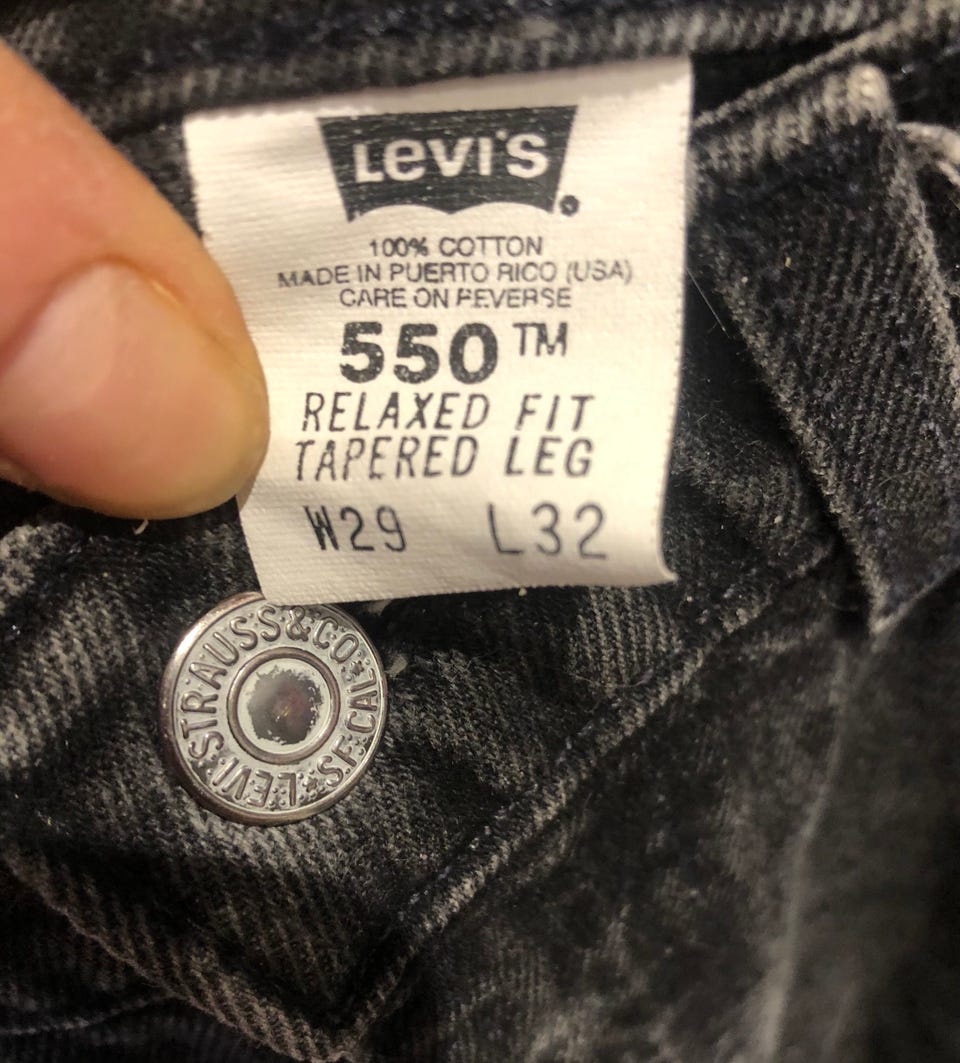 LEVI'S
100% COTTON
MADE IN PUERTO RICO (USA)
CARE ON REVERSE
550™
RELAXED FIT
TAPERED LEG
W29 L32
LEVI STRAUSS & CO. S.F. CAL.